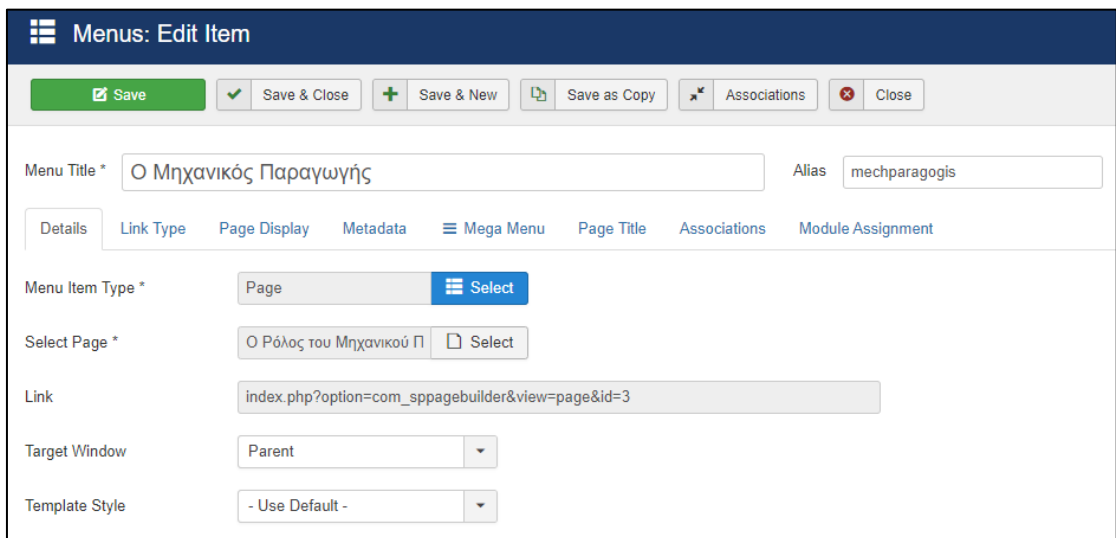 Menus: Edit Item
Save Save & Close Save & New Save as Copy Associations Close
Menu Title * Ο Μηχανικός Παραγωγής Alias mechparagogis
Details Link Type Page Display Metadata Mega Menu Page Title Associations Module Assignment
Menu Item Type * Page Select
Select Page * Ο Ρόλος του Μηχανικού Π Select
Link index.php?option=com_sppagebuilder&view=page&id=3
Target Window Parent
Template Style - Use Default -